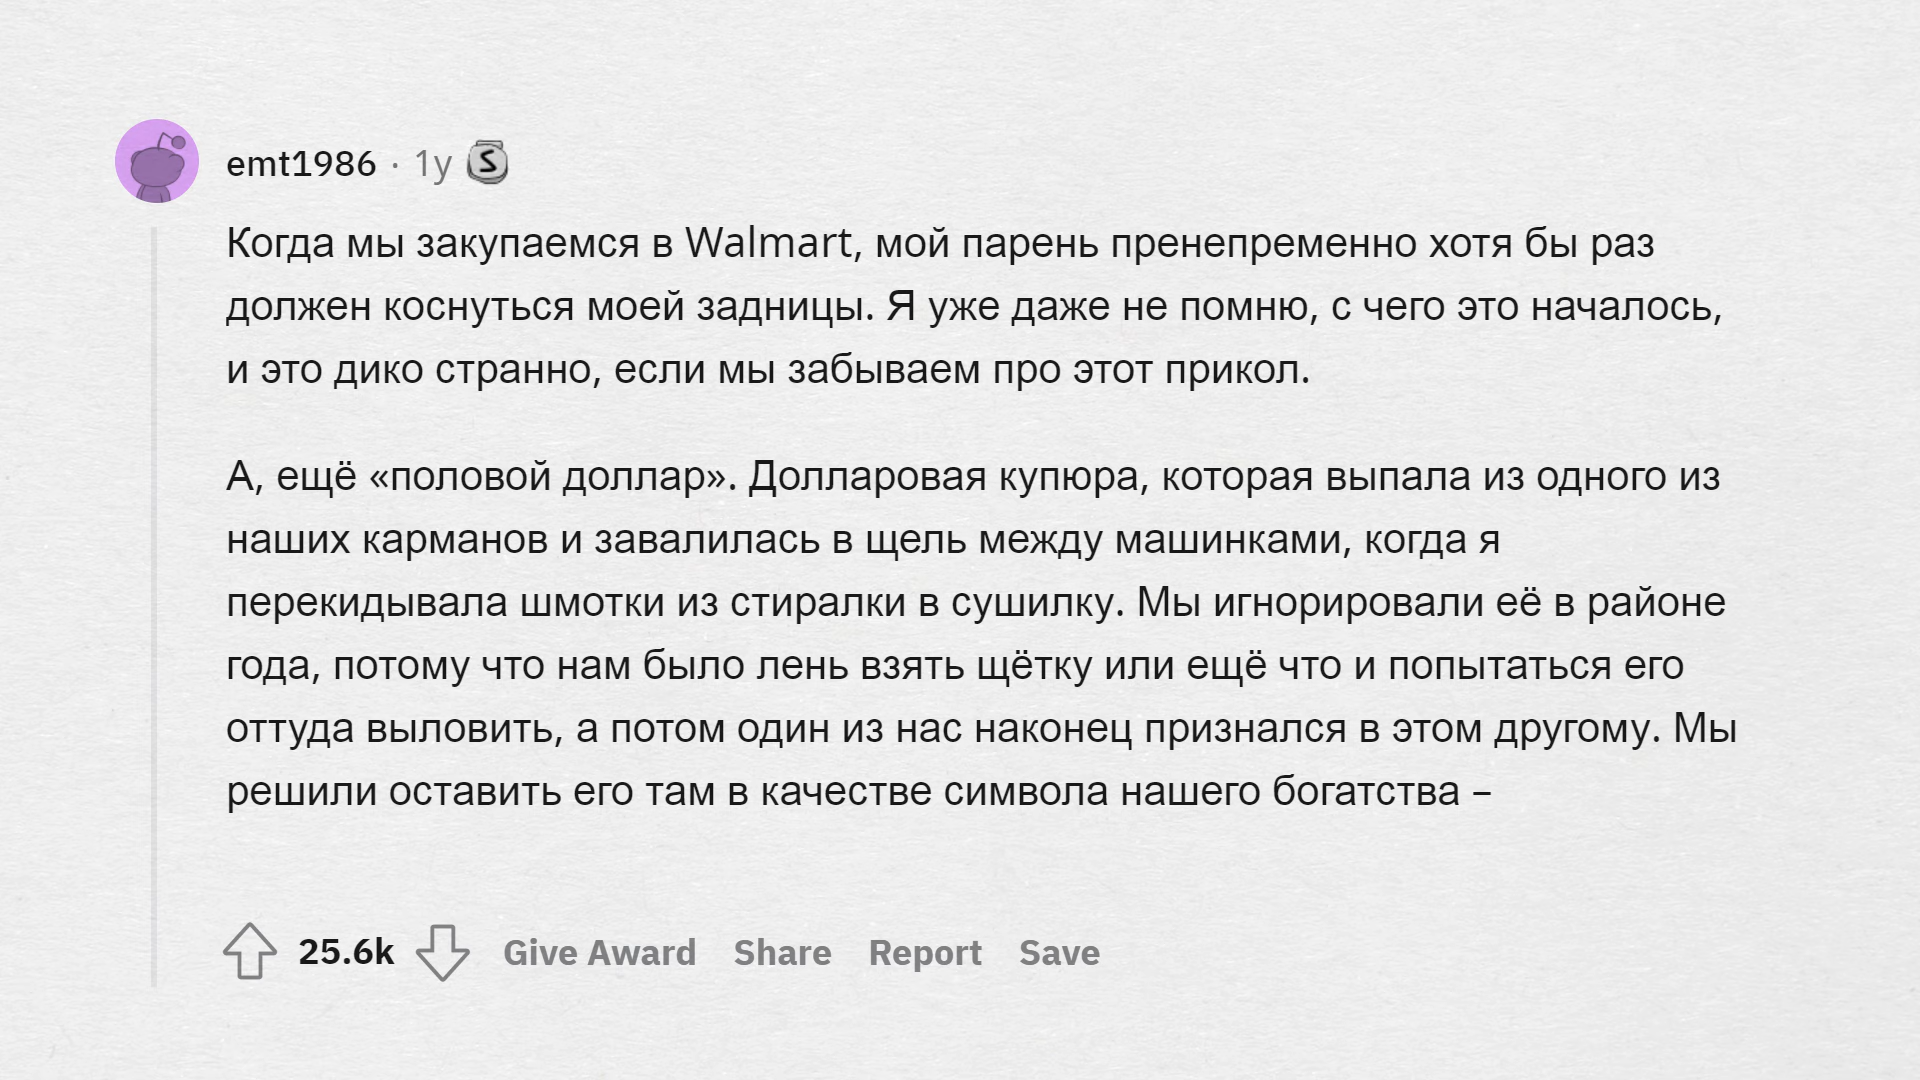 emt1986 · 1y
Когда мы закупаемся в Walmart, мой парень пренепременно хотя бы раз
должен коснуться моей задницы. Я уже даже не помню, с чего это началось,
и это дико странно, если мы забываем про этот прикол.
А, ещё «половой доллар». Долларовая купюра, которая выпала из одного из
наших карманов и завалилась в щель между машинками, когда я
перекидывала шмотки из стиралки в сушилку. Мы игнорировали её в районе
года, потому что нам было лень взять щётку или ещё что и попытаться его
оттуда выловить, а потом один из нас наконец признался в этом другому. Мы
решили оставить его там в качестве символа нашего богатства –
25.6k Give Award Share Report Save